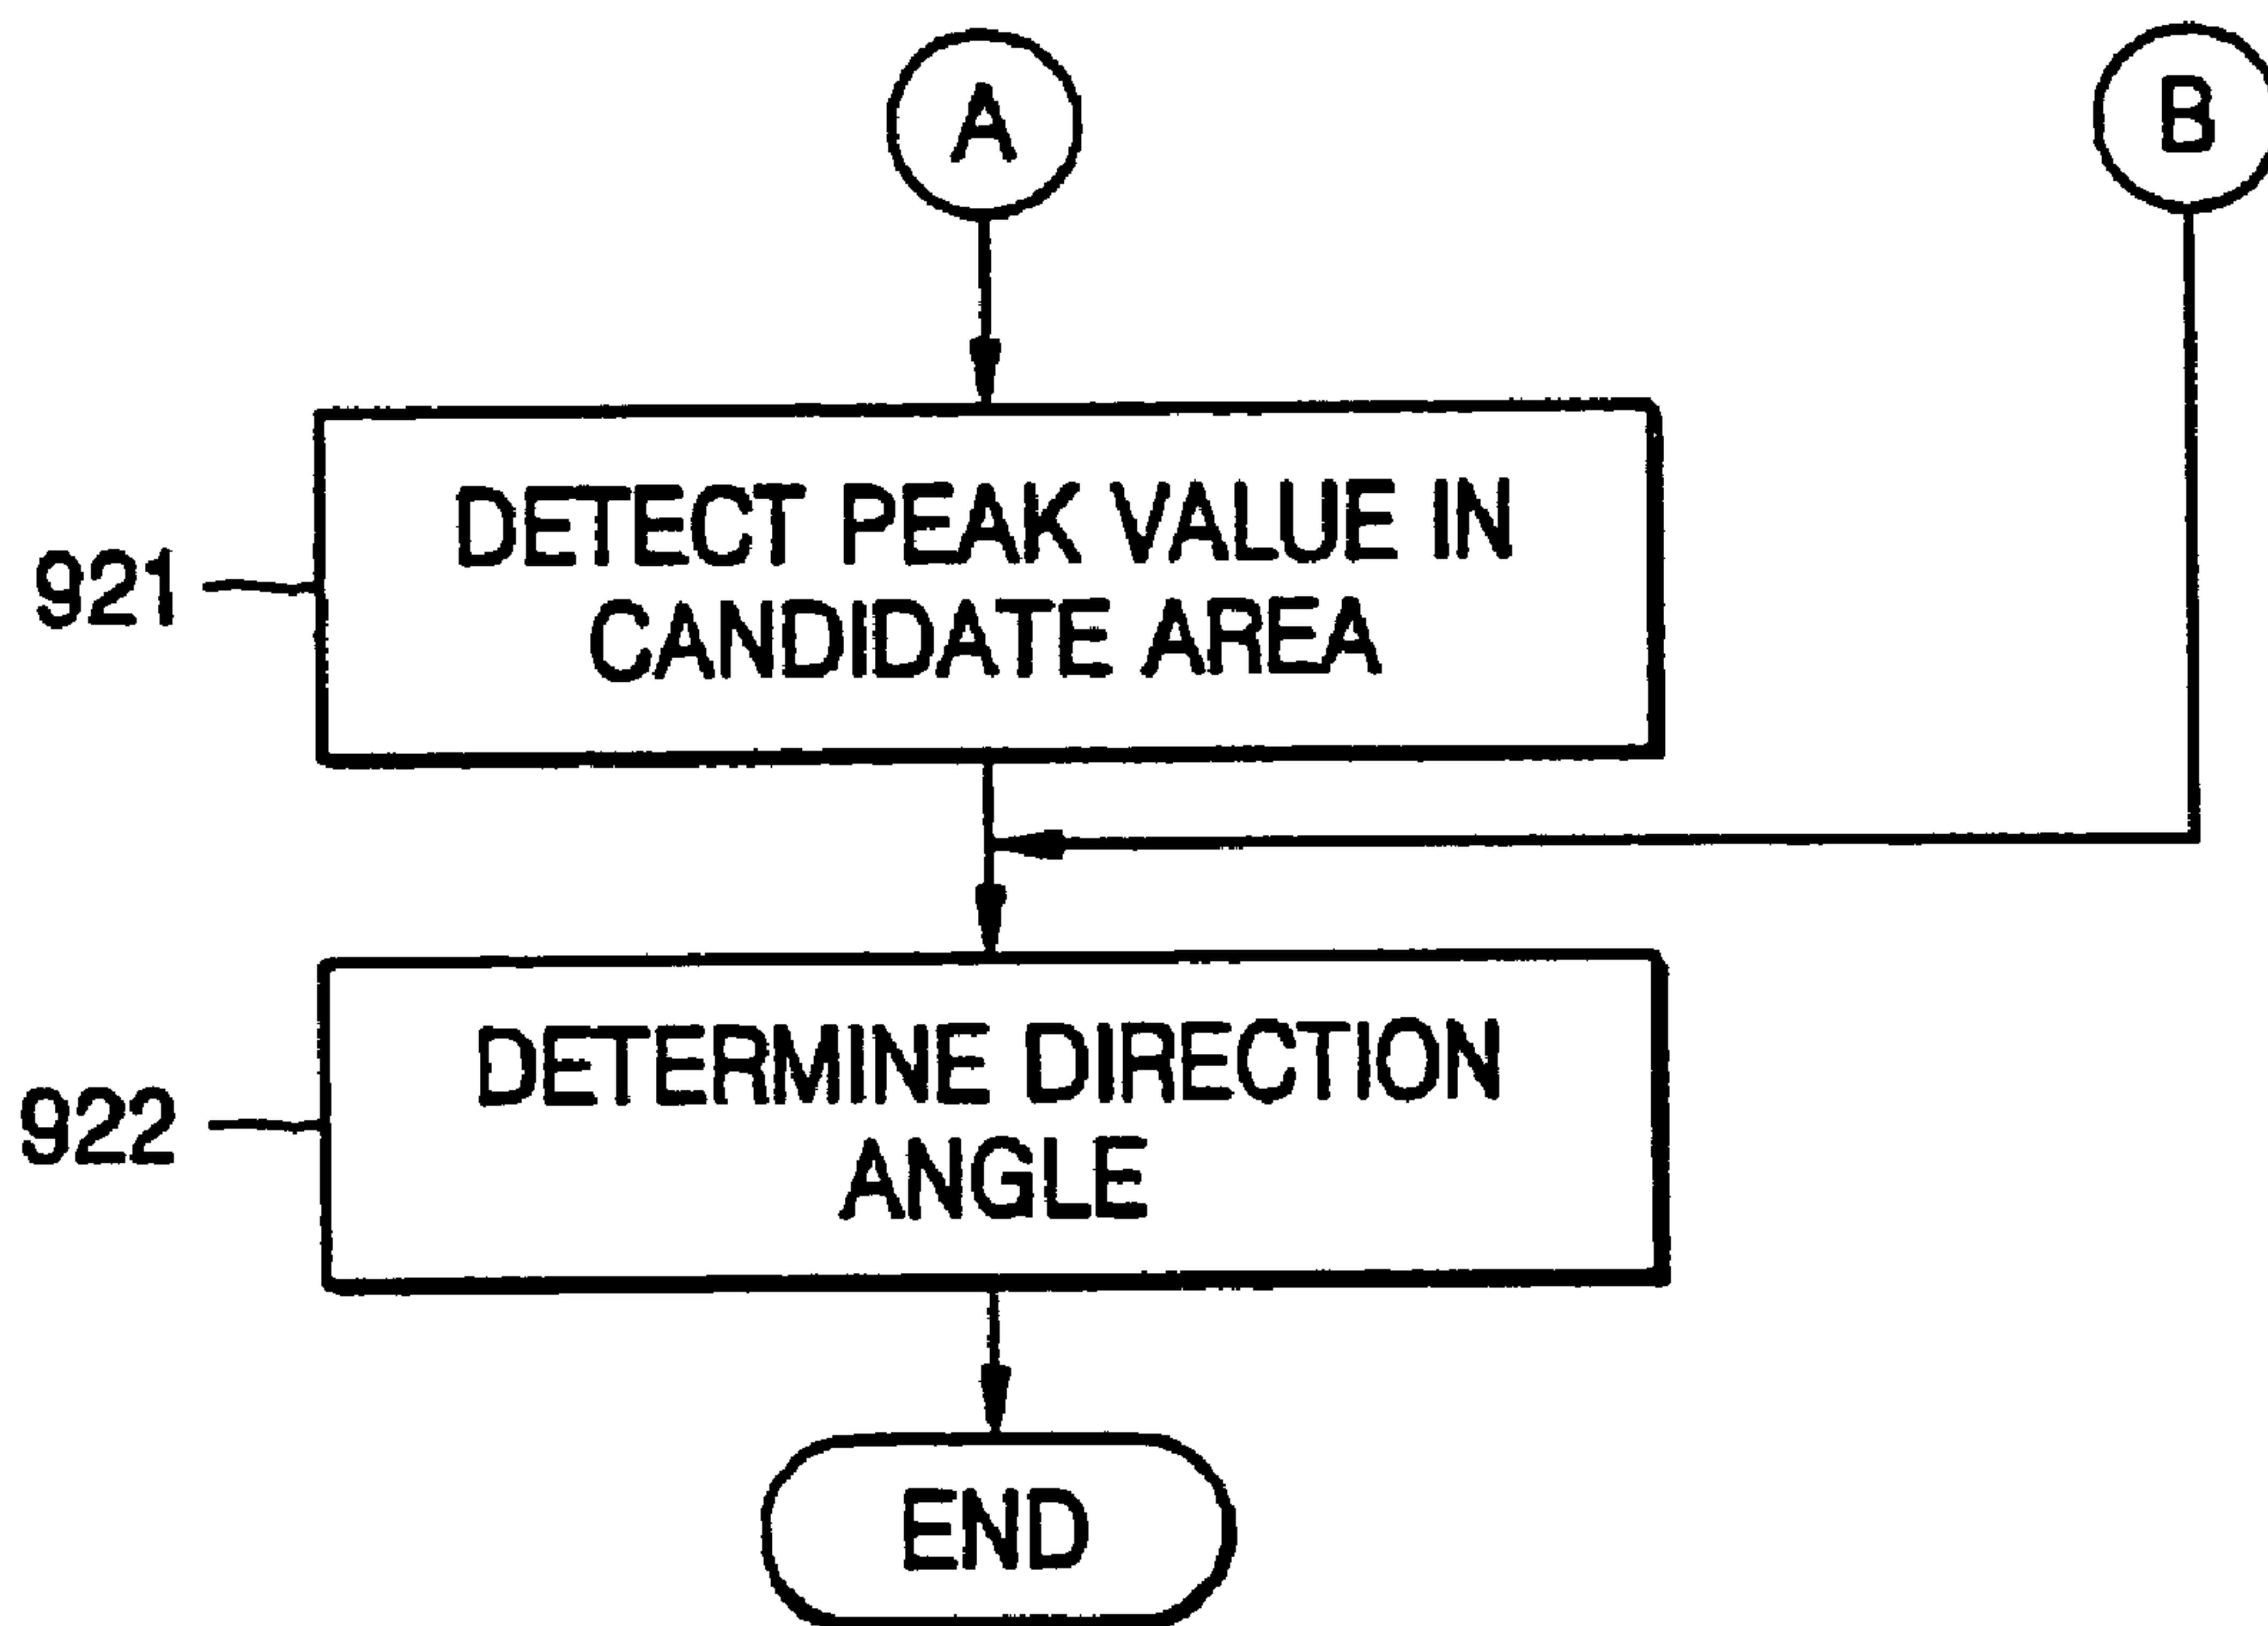 A
B
921
DETECT PEAK VALUE IN
CANDIDATE AREA
922
DETERMINE DIRECTION
ANGLE
END